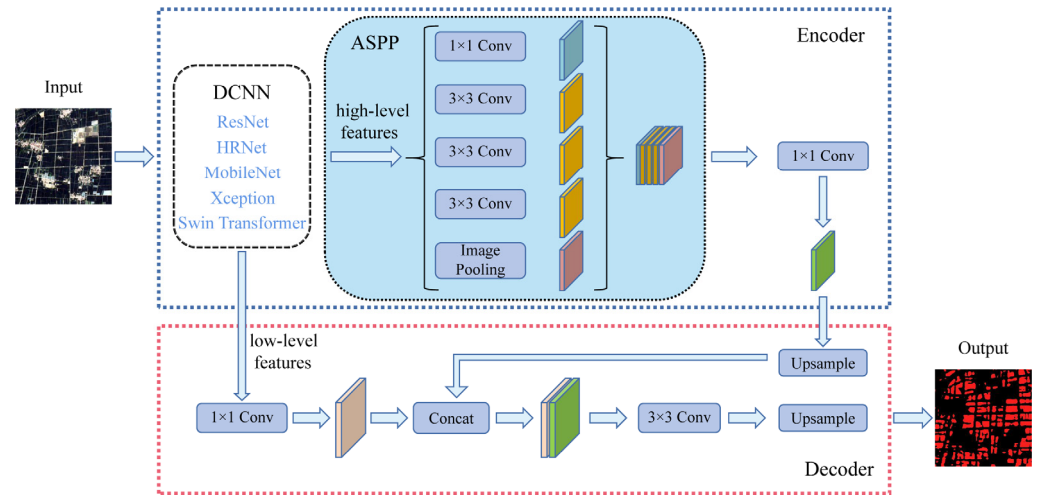 Input
DCNN
ResNet
HRNet
MobileNet
Xception
Swin Transformer
high-level
features
ASPP
1×1 Conv
3×3 Conv
3×3 Conv
3×3 Conv
Image
Pooling
Encoder
1×1 Conv
low-level
features
Upsample
1×1 Conv
Concat
3×3 Conv
Upsample
Decoder
Output